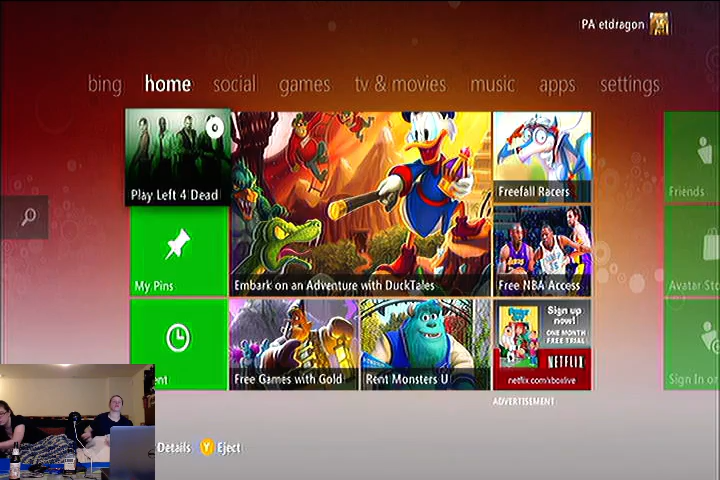 PA etdragon
bing home social games tv & movies music apps settings
Play Left 4 Dead
Freefall Racers
Friends
My Pins
Embark on an Adventure with DuckTales
Free NBA Access
Free Games with Gold
Rent Monsters U
Sign up
now!
ONE MONTH
FREE TRIAL
NETFLIX
netflix.com/xboxlive
Sign In or
ADVERTISEMENT
Details
Y Eject